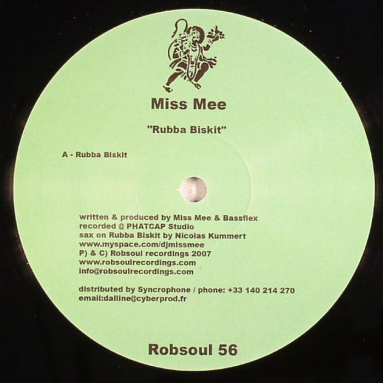 Miss Mee
"Rubba Biskit"
A - Rubba Biskit
written & produced by Miss Mee & Bassflex
recorded @ PHATCAP Studio
sax on Rubba Biskit by Nicolas Kummert
www.myspace.com/djmissmee
P) & C) Robsoul recordings 2007
www.robsoulrecordings.com
info@robsoulrecordings.com
distributed by Syncrophone / phone: +33 140 214 270
email:dalline@cyberprod.fr
Robsoul 56